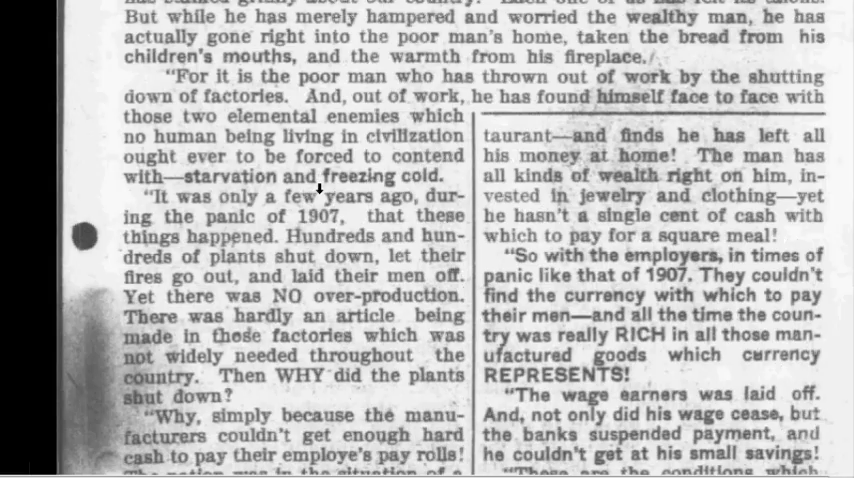 But while he has merely hampered and worried the wealthy man, he has
actually gone right into the poor man's home, taken the bread from his
children's mouths, and the warmth from his fireplace.
"For it is the poor man who has thrown out of work by the shutting
down of factories. And, out of work, he has found himself face to face with
those two elemental enemies which
no human being living in civilization
ought ever to be forced to contend
with—starvation and freezing cold.
"It was only a few years ago, dur-
ing the panic of 1907, that these
things happened. Hundreds and hun-
dreds of plants shut down, let their
fires go out, and laid their men off.
Yet there was NO over-production.
There was hardly an article being
made in those factories which was
not widely needed throughout the
country. Then WHY did the plants
shut down?
"Why, simply because the manu-
facturers couldn't get enough hard
cash to pay their employe's pay rolls!
taurant—and finds he has left all
his money at home! The man has
all kinds of wealth right on him, in-
vested in jewelry and clothing—yet
he hasn't a single cent of cash with
which to pay for a square meal!
"So with the employers, in times of
panic like that of 1907. They couldn't
find the currency with which to pay
their men—and all the time the coun-
try was really RICH in all those man-
ufactured goods which currency
REPRESENTS!
"The wage earners was laid off.
And, not only did his wage cease, but
the banks suspended payment, and
he couldn't get at his small savings!
"These are the conditions which